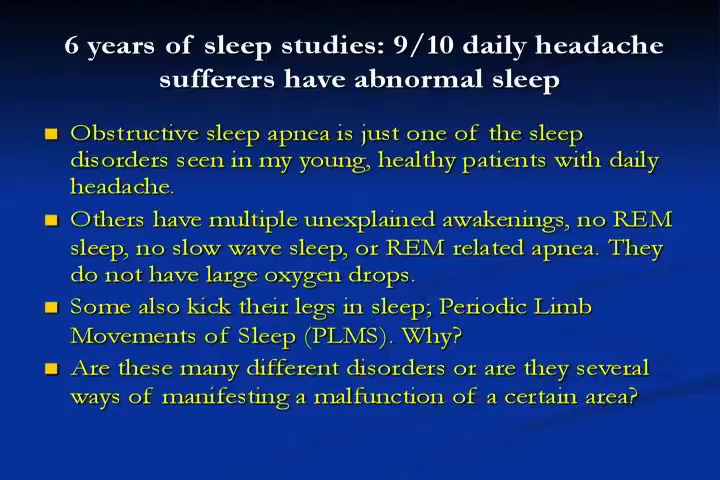 6 years of sleep studies: 9/10 daily headache
sufferers have abnormal sleep
Obstructive sleep apnea is just one of the sleep
disorders seen in my young, healthy patients with daily
headache.
Others have multiple unexplained awakenings, no REM
sleep, no slow wave sleep, or REM related apnea. They
do not have large oxygen drops.
Some also kick their legs in sleep; Periodic Limb
Movements of Sleep (PLMS). Why?
Are these many different disorders or are they several
ways of manifesting a malfunction of a certain area?